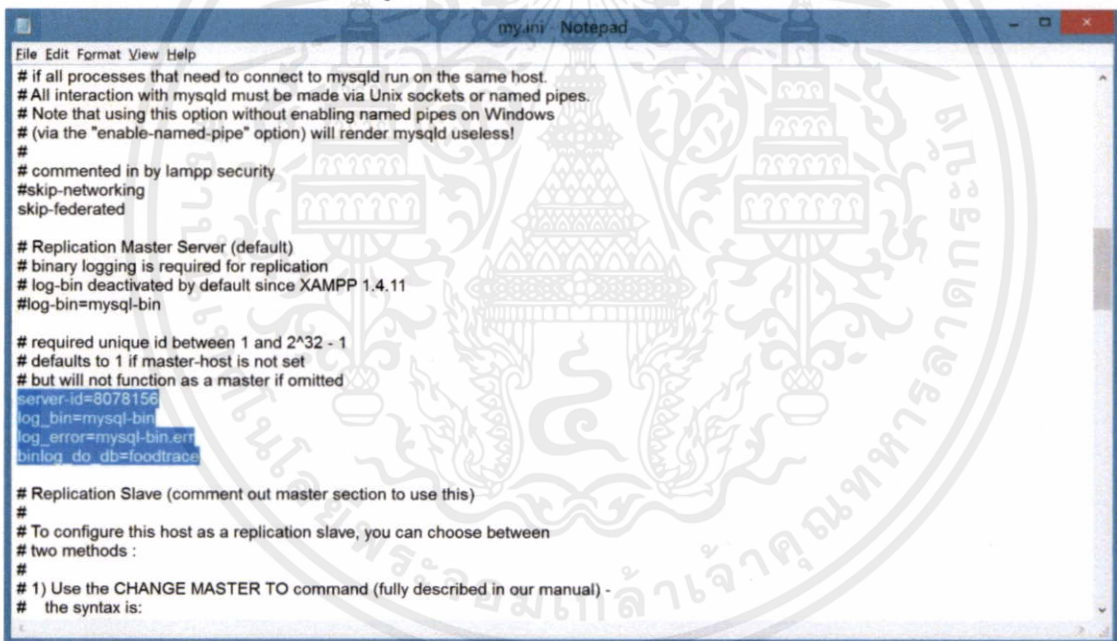 my.ini - Notepad
File Edit Format View Help
# if all processes that need to connect to mysqld run on the same host.
# All interaction with mysqld must be made via Unix sockets or named pipes.
# Note that using this option without enabling named pipes on Windows
# (via the "enable-named-pipe" option) will render mysqld useless!
#
# commented in by lampp security
#skip-networking
skip-federated
# Replication Master Server (default)
# binary logging is required for replication
# log-bin deactivated by default since XAMPP 1.4.11
#log-bin=mysql-bin
# required unique id between 1 and 2^32 - 1
# defaults to 1 if master-host is not set
# but will not function as a master if omitted
server-id=8078156
log_bin=mysql-bin
log_error=mysql-bin.err
binlog_do_db=foodtrace
# Replication Slave (comment out master section to use this)
#
# To configure this host as a replication slave, you can choose between
# two methods :
#
# 1) Use the CHANGE MASTER TO command (fully described in our manual) -
# the syntax is: